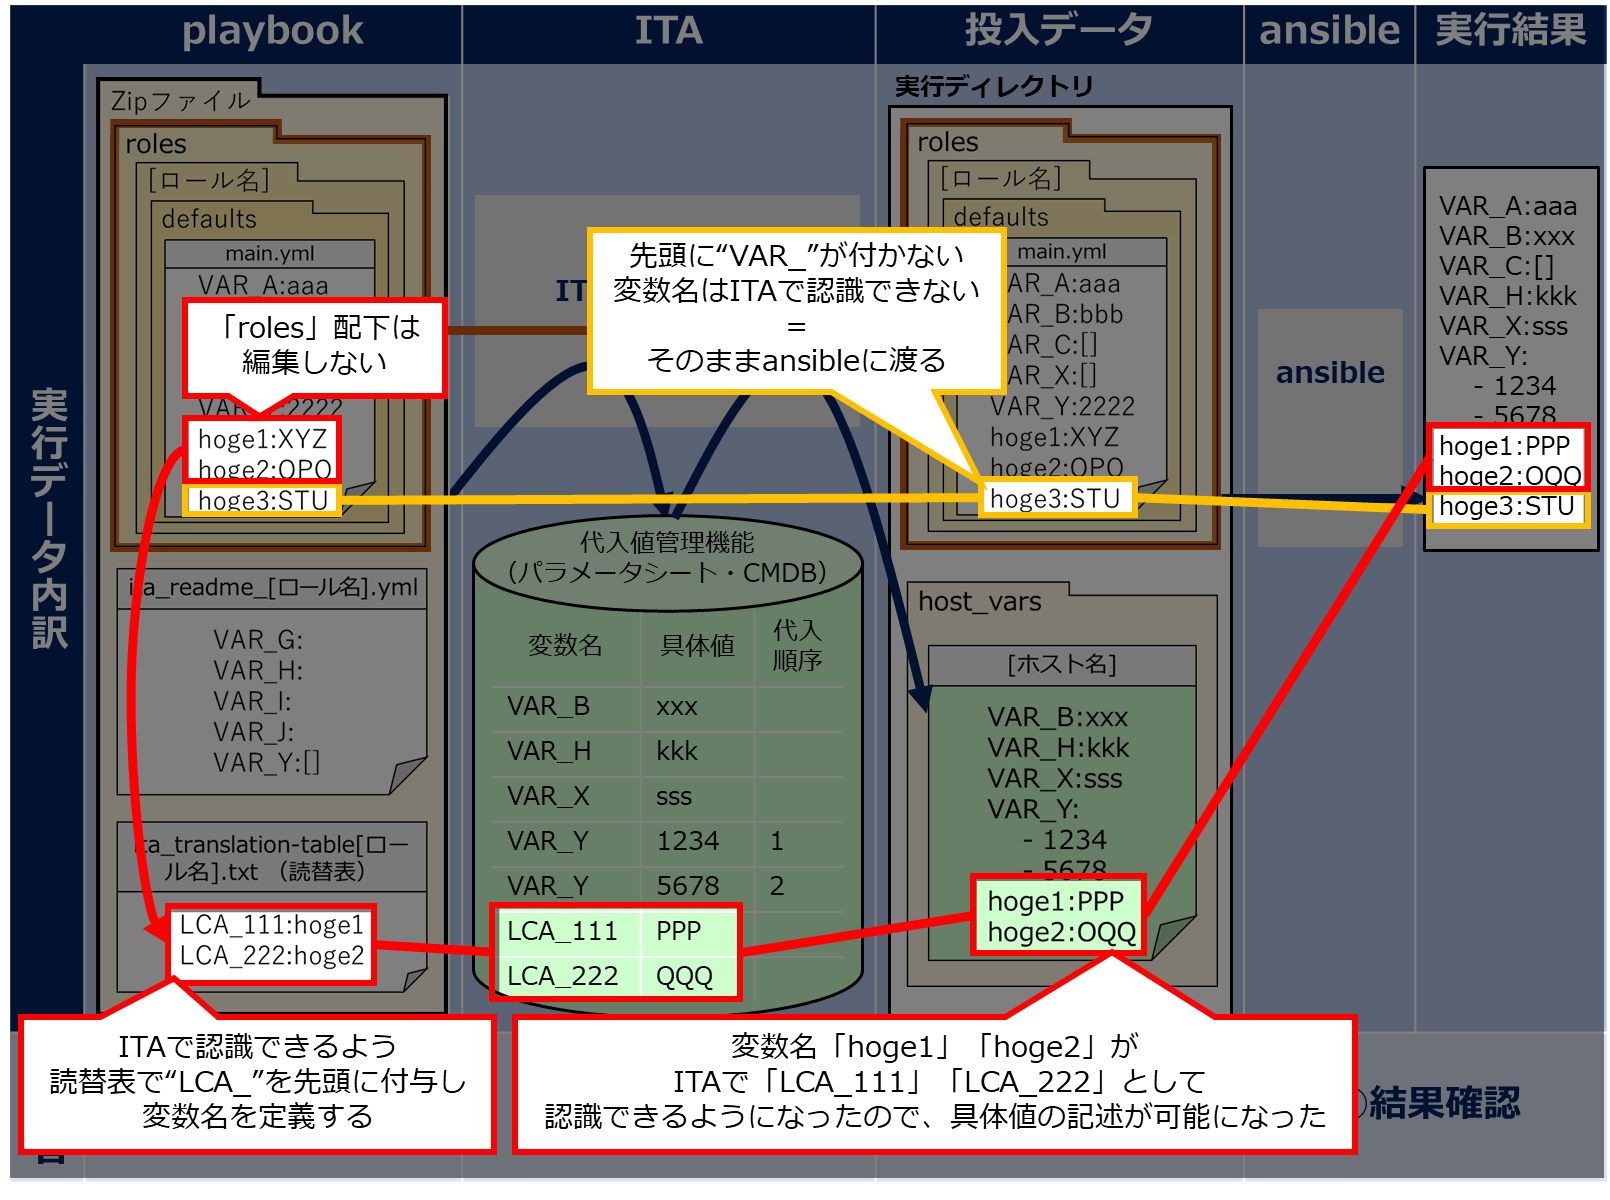 playbook
ITA
投入データ
ansible
実行結果
実行データ内訳
Zipファイル
roles
[ロール名]
defaults
main.yml
VAR_A:aaa
「roles」配下は
編集しない
2222
hoge1:XYZ
hoge2:OPQ
hoge3:STU
ita_readme_[ロール名].yml
VAR_G:
VAR_H:
VAR_I:
VAR_J:
VAR_Y:[]
ita_translation-table[ロー
ル名].txt （読替表）
LCA_111:hoge1
LCA_222:hoge2
ITAで認識できるよう
読替表で“LCA_”を先頭に付与し
変数名を定義する
先頭に“VAR_”が付かない
変数名はITAで認識できない
＝
そのままansibleに渡る
代入値管理機能
（パラメータシート・CMDB）
変数名 具体値 代入
順序
VAR_B xxx
VAR_H kkk
VAR_X sss
VAR_Y 1234 1
VAR_Y 5678 2
LCA_111 PPP
LCA_222 QQQ
実行ディレクトリ
roles
[ロール名]
defaults
main.yml
AR_A:aaa
AR_B:bbb
AR_C:[]
AR_X:[]
VAR_Y:2222
hoge1:XYZ
hoge2:OPQ
hoge3:STU
host_vars
[ホスト名]
VAR_B:xxx
VAR_H:kkk
VAR_X:sss
VAR_Y:
- 1234
- 5678
hoge1:PPP
hoge2:OQQ
変数名「hoge1」「hoge2」が
ITAで「LCA_111」「LCA_222」として
認識できるようになったので、具体値の記述が可能になった
ansible
VAR_A:aaa
VAR_B:xxx
VAR_C:[]
VAR_H:kkk
VAR_X:sss
VAR_Y:
- 1234
- 5678
hoge1:PPP
hoge2:OQQ
hoge3:STU
結果確認